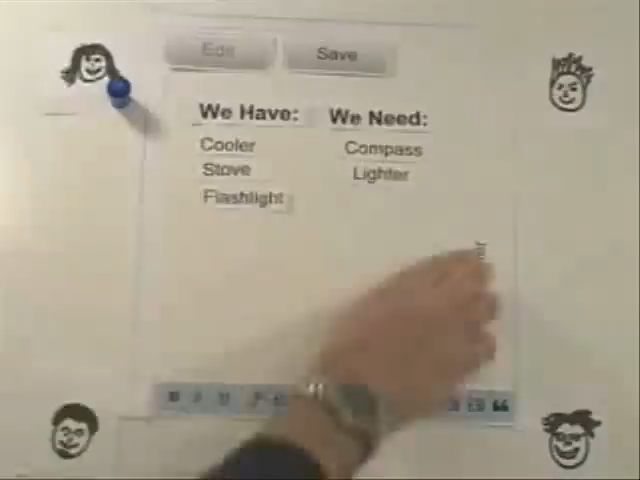 Edit Save
We Have: We Need:
Cooler Compass
Stove Lighter
Flashlight